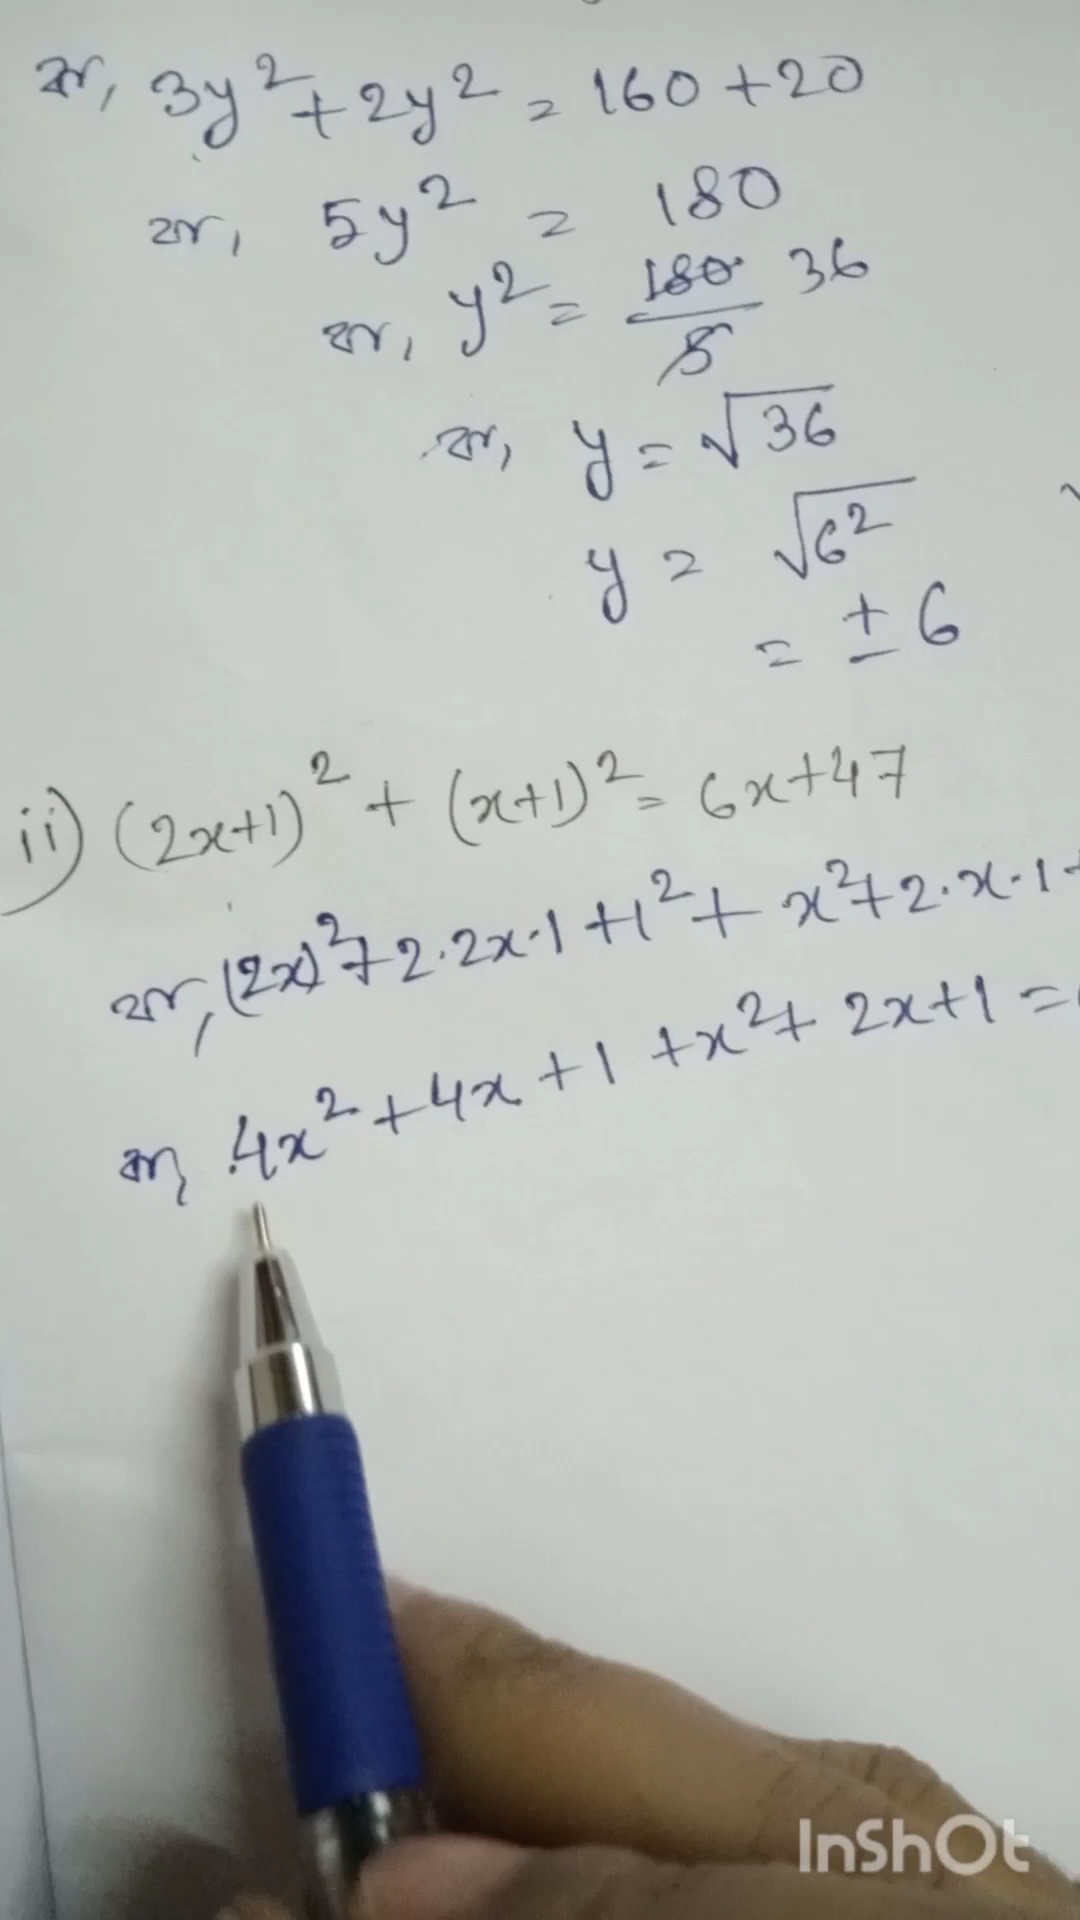 বা, 3y² + 2y² = 160 + 20
বা, 5y² = 180
বা, y² = 180/5 36
বা, y = √36
y = √6²
= ± 6
ii) (2x+1)² + (x+1)² = 6x+47
বা, (2x)² + 2·2x·1 + 1² + x² + 2·x·1 +
বা, 4x² + 4x + 1 + x² + 2x + 1 =
InShOt